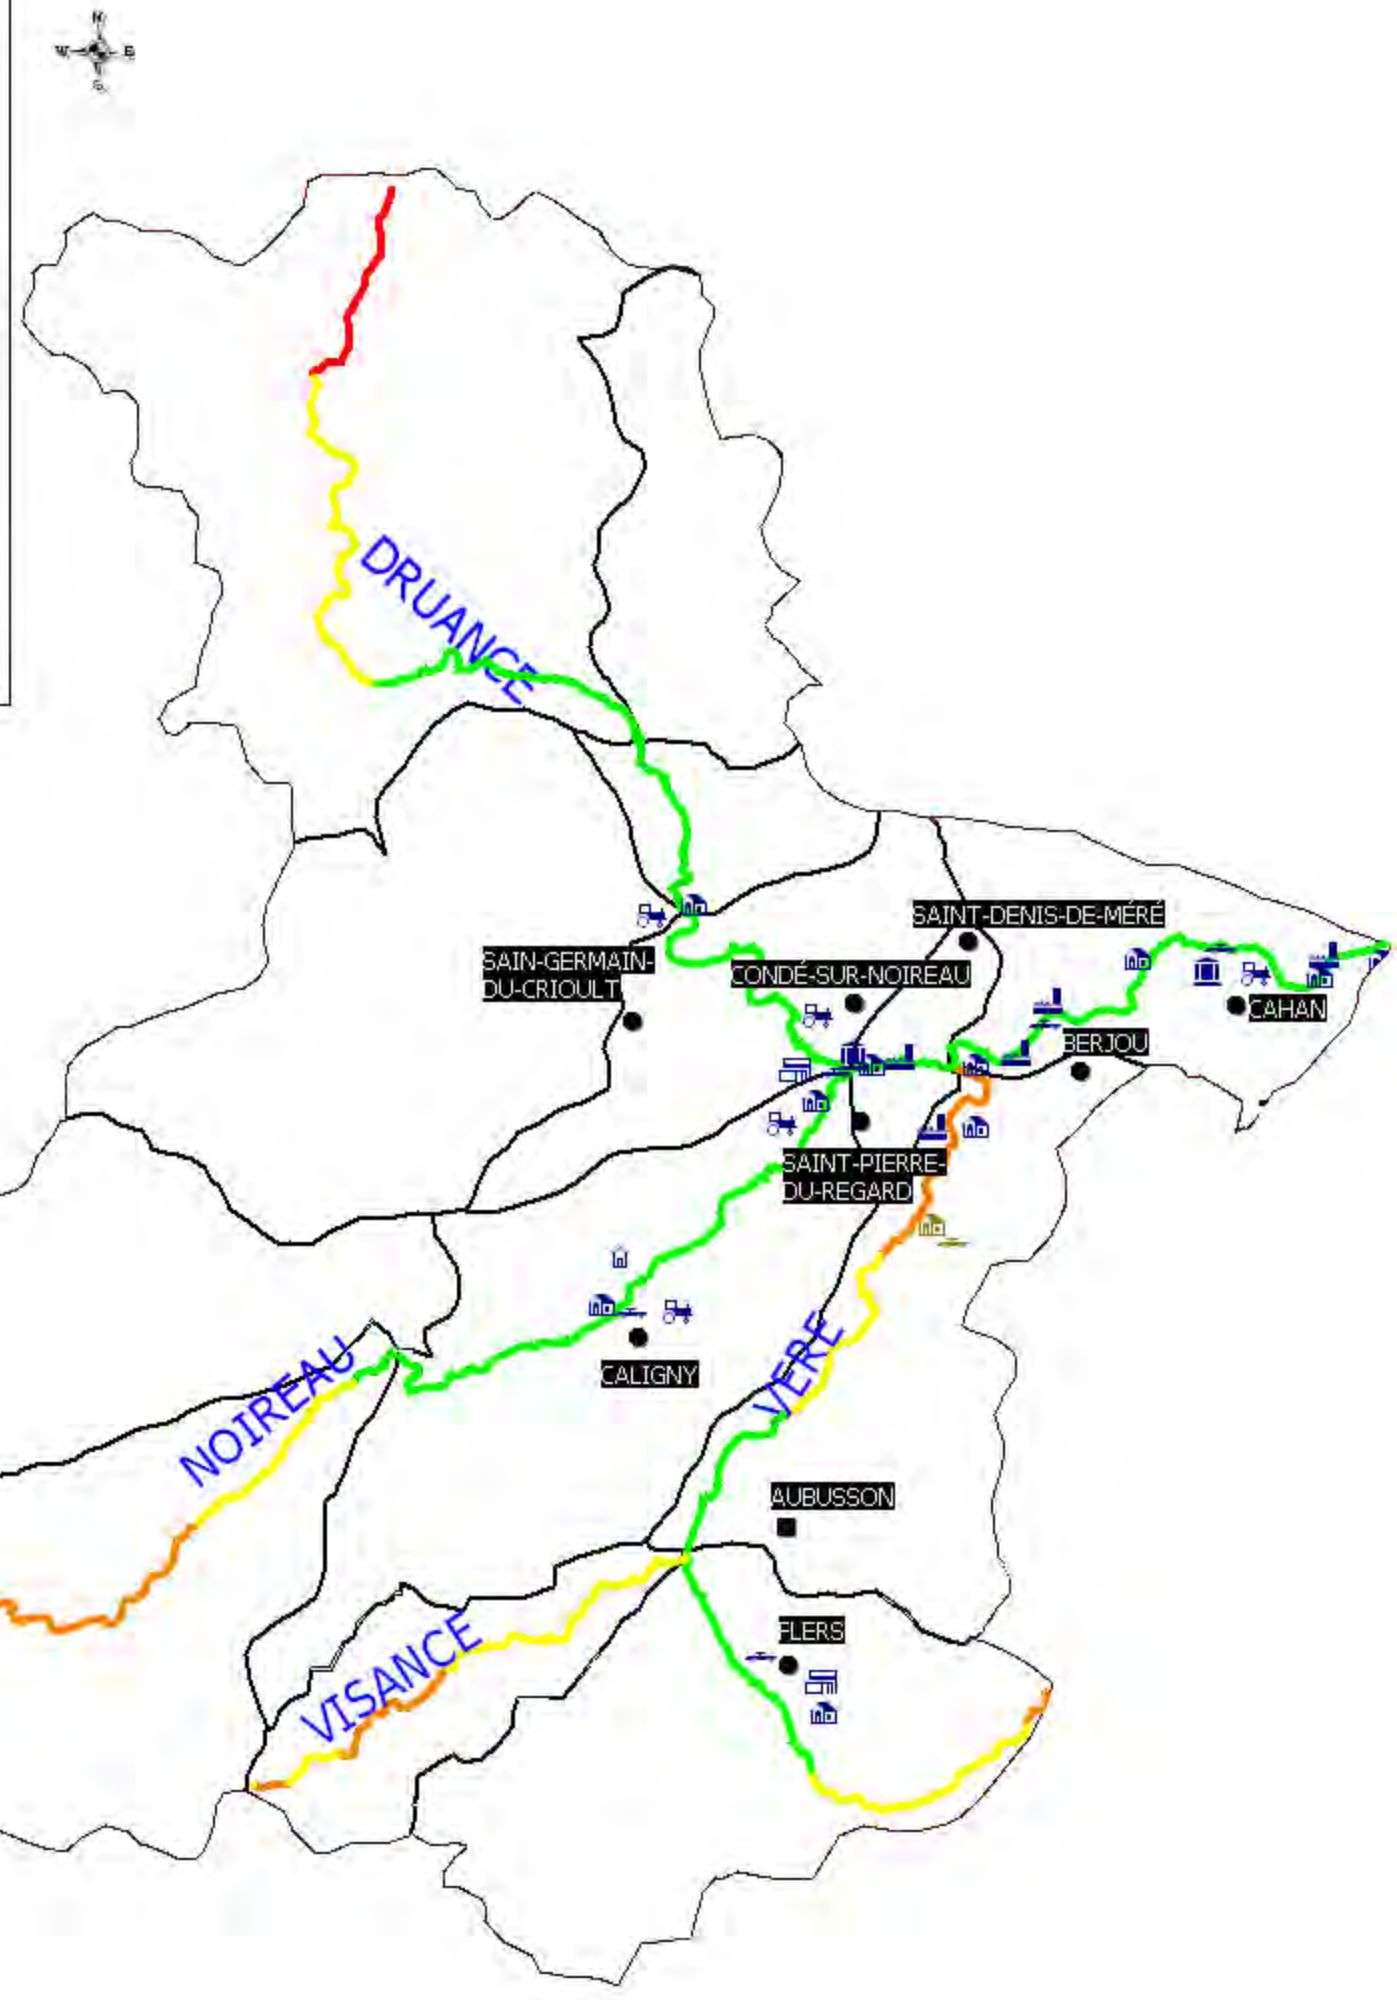 N
W E
S
DRUANCE
SAINT-DENIS-DE-MÉRÉ
SAIN-GERMAIN-
DU-CRIOULT
CONDÉ-SUR-NOIREAU
CAHAN
BERJOU
SAINT-PIERRE-
DU-REGARD
NOIREAU
VERE
CALIGNY
AUBUSSON
VISANCE
FLERS